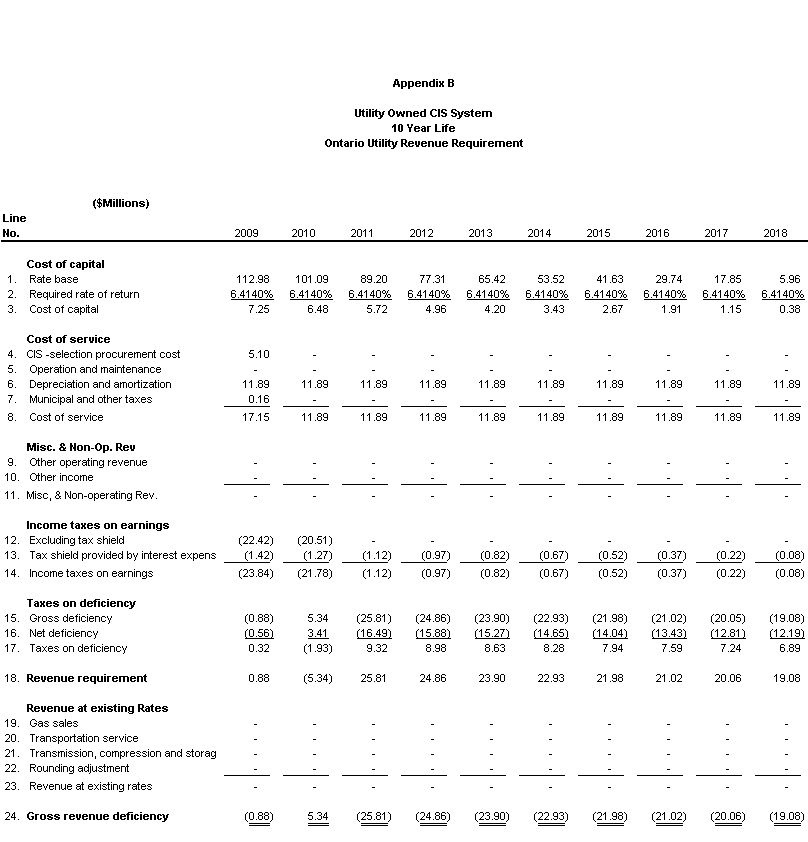 Appendix B
Utility Owned CIS System
10 Year Life
Ontario Utility Revenue Requirement
($Millions)
Line
No. 2009 2010 2011 2012 2013 2014 2015 2016 2017 2018
Cost of capital
1. Rate base 112.98 101.09 89.20 77.31 65.42 53.52 41.63 29.74 17.85 5.96
2. Required rate of return 6.4140% 6.4140% 6.4140% 6.4140% 6.4140% 6.4140% 6.4140% 6.4140% 6.4140% 6.4140%
3. Cost of capital 7.25 6.48 5.72 4.96 4.20 3.43 2.67 1.91 1.15 0.38
Cost of service
4. CIS -selection procurement cost 5.10 - - - - - - - - -
5. Operation and maintenance - - - - - - - - - -
6. Depreciation and amortization 11.89 11.89 11.89 11.89 11.89 11.89 11.89 11.89 11.89 11.89
7. Municipal and other taxes 0.16 - - - - - - - - -
8. Cost of service 17.15 11.89 11.89 11.89 11.89 11.89 11.89 11.89 11.89 11.89
Misc. & Non-Op. Rev
9. Other operating revenue - - - - - - - - - -
10. Other income - - - - - - - - - -
11. Misc, & Non-operating Rev. - - - - - - - - - -
Income taxes on earnings
12. Excluding tax shield (22.42) (20.51) - - - - - - - -
13. Tax shield provided by interest expens (1.42) (1.27) (1.12) (0.97) (0.82) (0.67) (0.52) (0.37) (0.22) (0.08)
14. Income taxes on earnings (23.84) (21.78) (1.12) (0.97) (0.82) (0.67) (0.52) (0.37) (0.22) (0.08)
Taxes on deficiency
15. Gross deficiency (0.88) 5.34 (25.81) (24.86) (23.90) (22.93) (21.98) (21.02) (20.05) (19.08)
16. Net deficiency (0.56) 3.41 (16.49) (15.88) (15.27) (14.65) (14.04) (13.43) (12.81) (12.19)
17. Taxes on deficiency 0.32 (1.93) 9.32 8.98 8.63 8.28 7.94 7.59 7.24 6.89
18. Revenue requirement 0.88 (5.34) 25.81 24.86 23.90 22.93 21.98 21.02 20.06 19.08
Revenue at existing Rates
19. Gas sales - - - - - - - - - -
20. Transportation service - - - - - - - - - -
21. Transmission, compression and storag - - - - - - - - - -
22. Rounding adjustment - - - - - - - - - -
23. Revenue at existing rates - - - - - - - - - -
24. Gross revenue deficiency (0.88) 5.34 (25.81) (24.86) (23.90) (22.93) (21.98) (21.02) (20.06) (19.08)